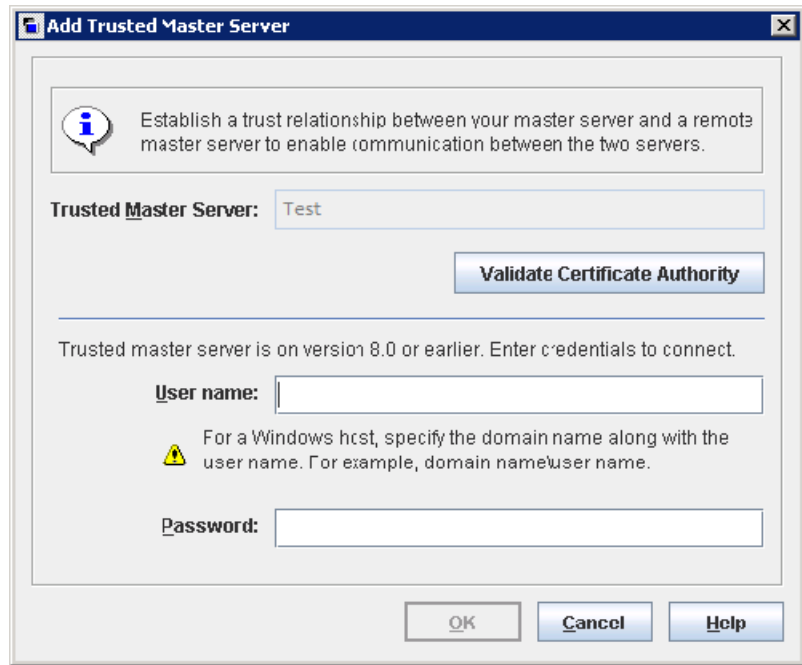 Add Trusted Master Server
Establish a trust relationship between your master server and a remote
master server to enable communication between the two servers.
Trusted Master Server: Test
Validate Certificate Authority
Trusted master server is on version 8.0 or earlier. Enter credentials to connect.
User name:
For a Windows host, specify the domain name along with the
user name. For example, domain name\user name.
Password:
OK Cancel Help